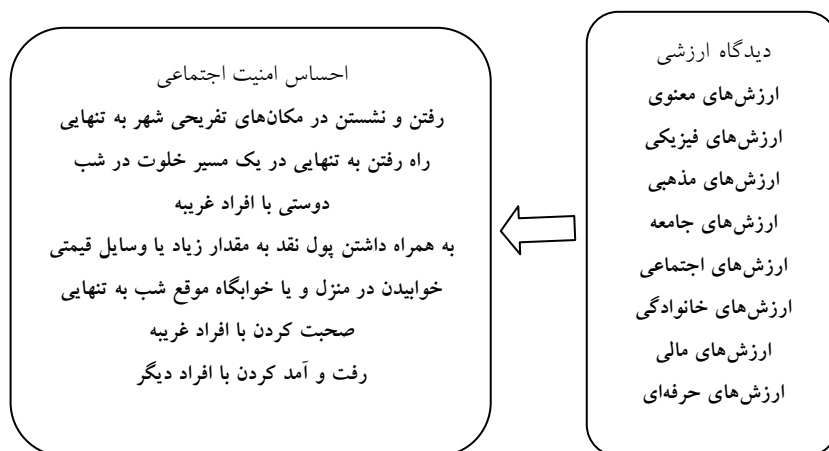 دیدگاه ارزشی
ارزش‌های معنوی
ارزش‌های فیزیکی
ارزش‌های مذهبی
ارزش‌های جامعه
ارزش‌های اجتماعی
ارزش‌های خانوادگی
ارزش‌های مالی
ارزش‌های حرفه‌ای
احساس امنیت اجتماعی
رفتن و نشستن در مکان‌های تفریحی شهر به تنهایی
راه رفتن به تنهایی در یک مسیر خلوت در شب
دوستی با افراد غریبه
به همراه داشتن پول نقد به مقدار زیاد یا وسایل قیمتی
خوابیدن در منزل و یا خوابگاه موقع شب به تنهایی
صحبت کردن با افراد غریبه
رفت و آمد کردن با افراد دیگر